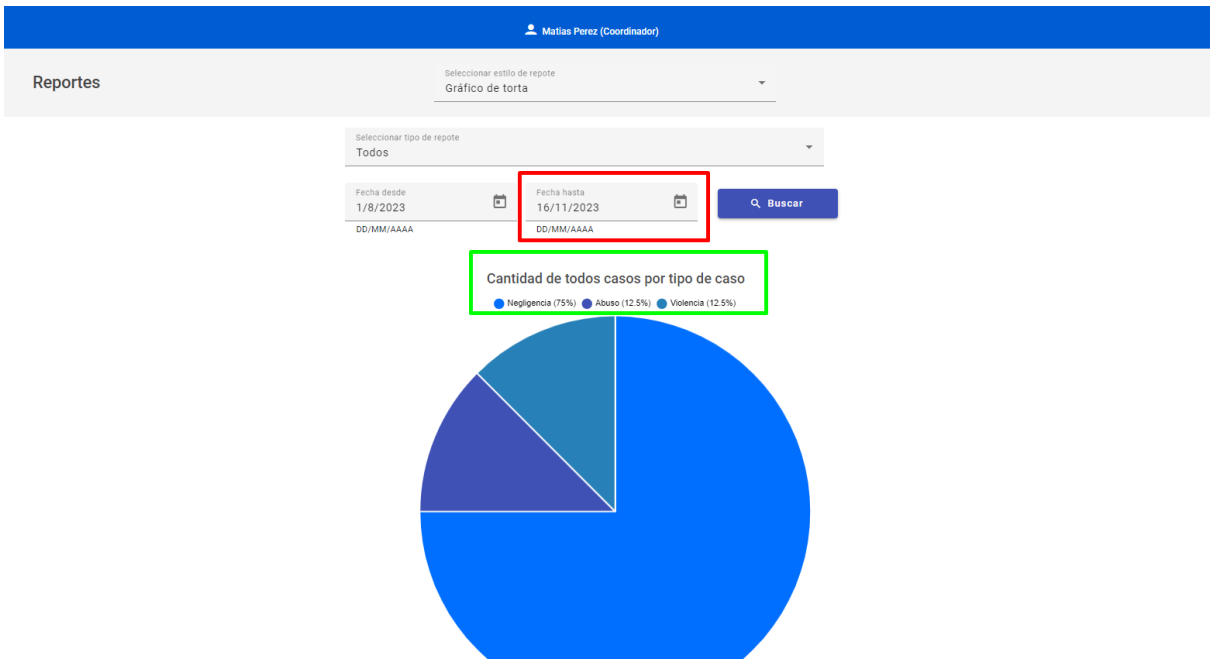 Matias Perez (Coordinador)
Reportes
Seleccionar estilo de repote
Gráfico de torta
Seleccionar tipo de repote
Todos
Fecha desde
1/8/2023
DD/MM/AAAA
Fecha hasta
16/11/2023
DD/MM/AAAA
Buscar
Cantidad de todos casos por tipo de caso
Negligencia (75%) Abuso (12.5%) Violencia (12.5%)